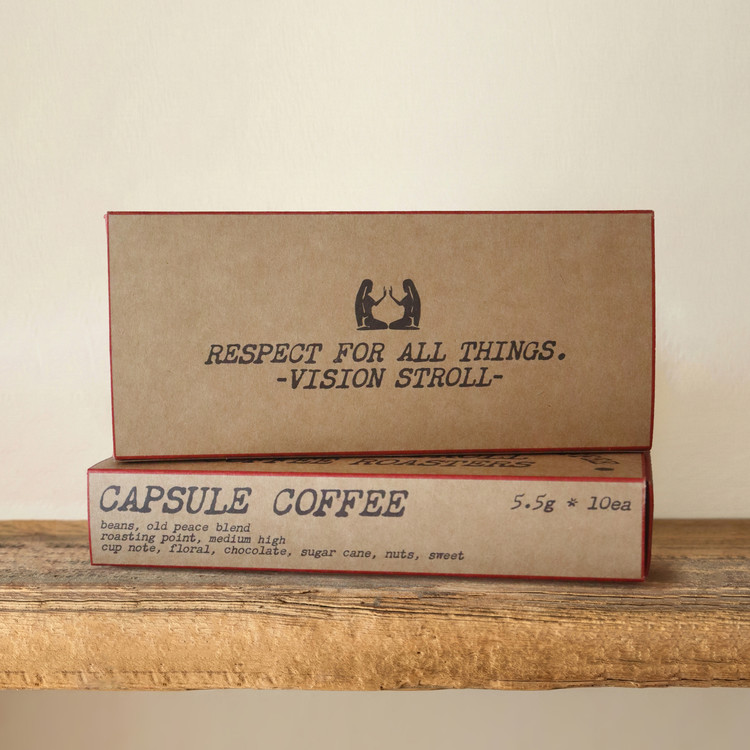 RESPECT FOR ALL THINGS.
-VISION STROLL-
ROASTERS
CAPSULE COFFEE
5.5g * 10ea
beans, old peace blend
roasting point, medium high
cup note, floral, chocolate, sugar cane, nuts, sweet